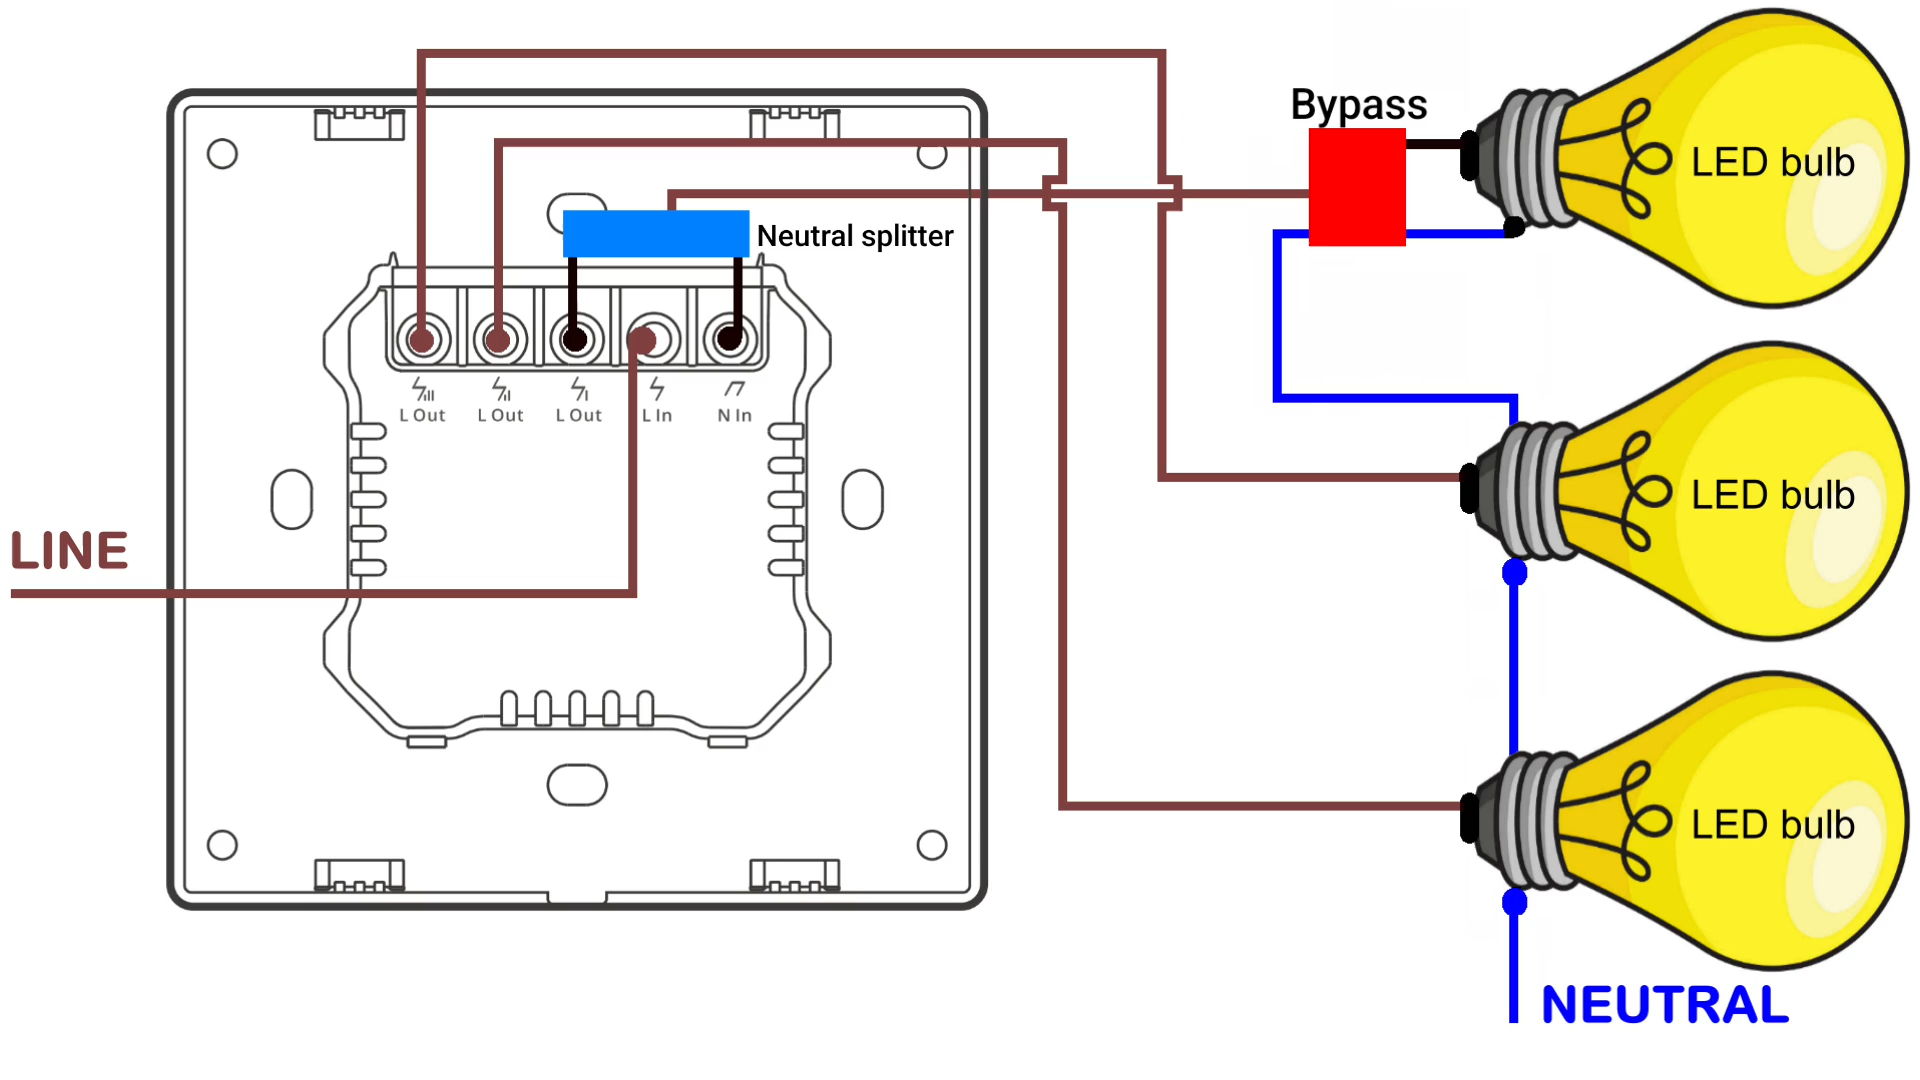 Bypass
LED bulb
Neutral splitter
L Out
L Out
L Out
L In
N In
LED bulb
LINE
LED bulb
NEUTRAL